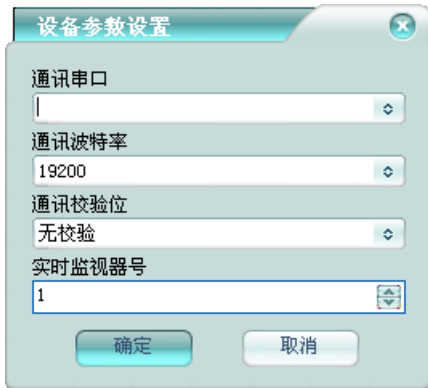 设备参数设置
通讯串口
通讯波特率
19200
通讯校验位
无校验
实时监视器号
1
确定 取消